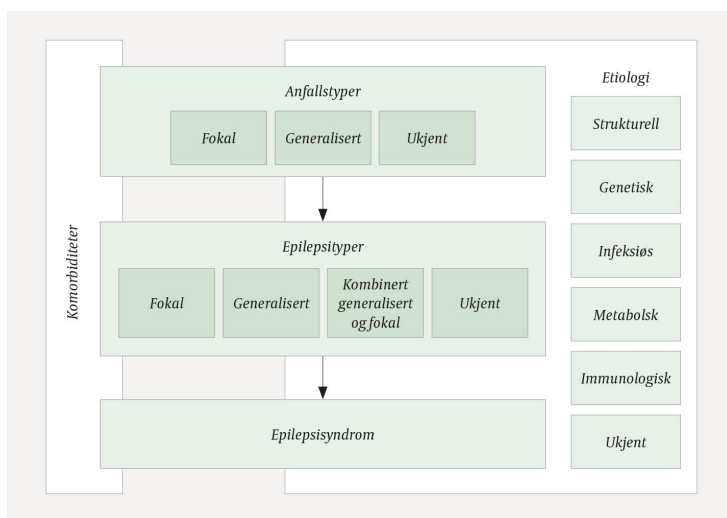 Komorbiditeter
Anfallstyper
Fokal
Generalisert
Ukjent
Epilepsityper
Fokal
Generalisert
Kombinert
generalisert
og fokal
Ukjent
Epilepsisyndrom
Etiologi
Strukturell
Genetisk
Infeksiøs
Metabolsk
Immunologisk
Ukjent